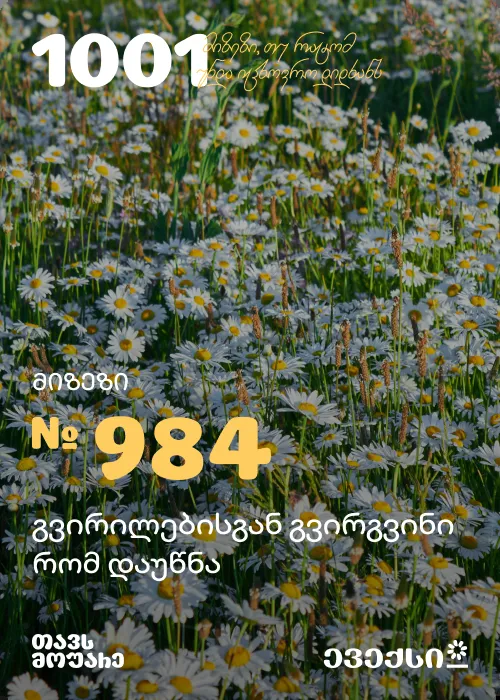 1001 მიზეზი, თუ რატომ
უნდა იცხოვრო დიდხანს
მიზეზი
№ 984
გვირილებისგან გვირგვინი
რომ დაუწნა
თავს
მოუარე
ევექსი